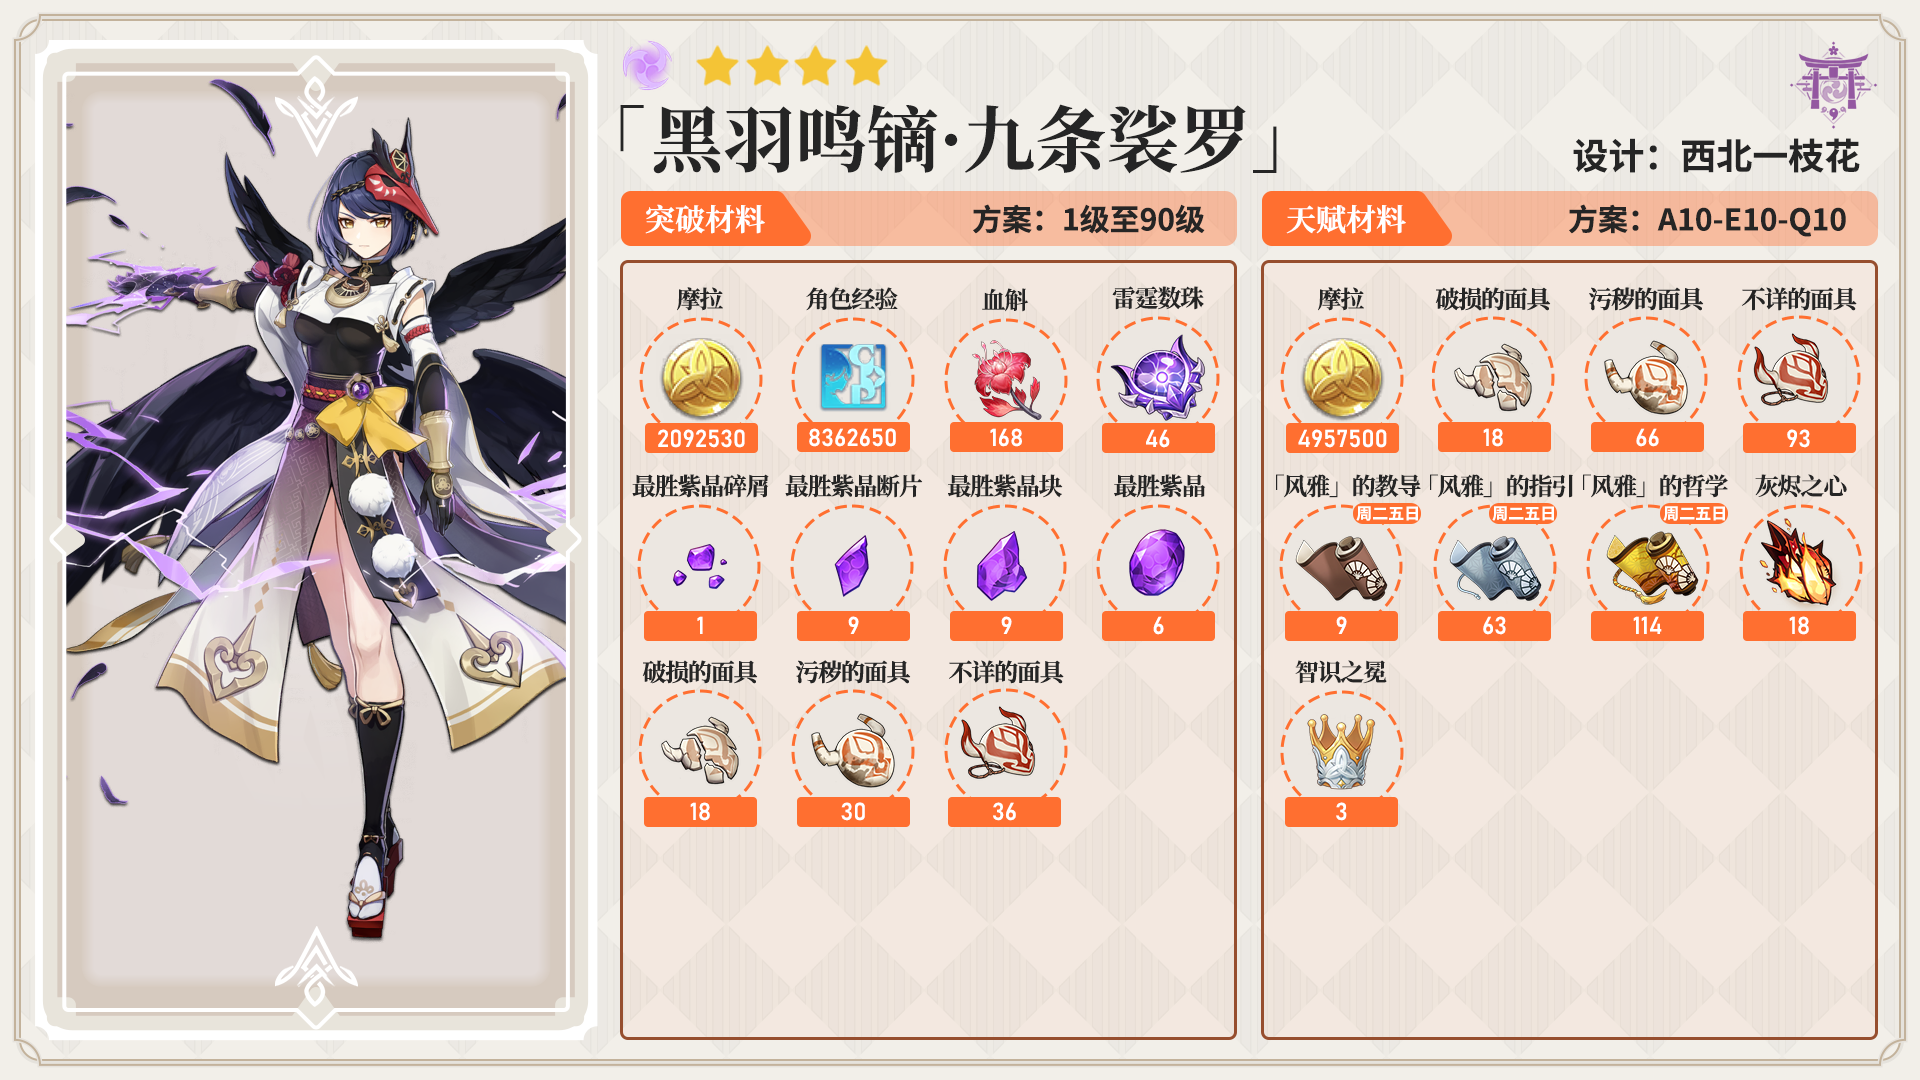 「黑羽鸣镝·九条裟罗」
设计：西北一枝花
突破材料 方案：1级至90级
摩拉 角色经验 血斛 雷霆数珠
2092530 8362650 168 46
最胜紫晶碎屑 最胜紫晶断片 最胜紫晶块 最胜紫晶
1 9 9 6
破损的面具 污秽的面具 不详的面具
18 30 36
天赋材料 方案：A10-E10-Q10
摩拉 破损的面具 污秽的面具 不详的面具
4957500 18 66 93
「风雅」的教导 「风雅」的指引 「风雅」的哲学 灰烬之心
周二五日 周二五日 周二五日
9 63 114 18
智识之冕
3